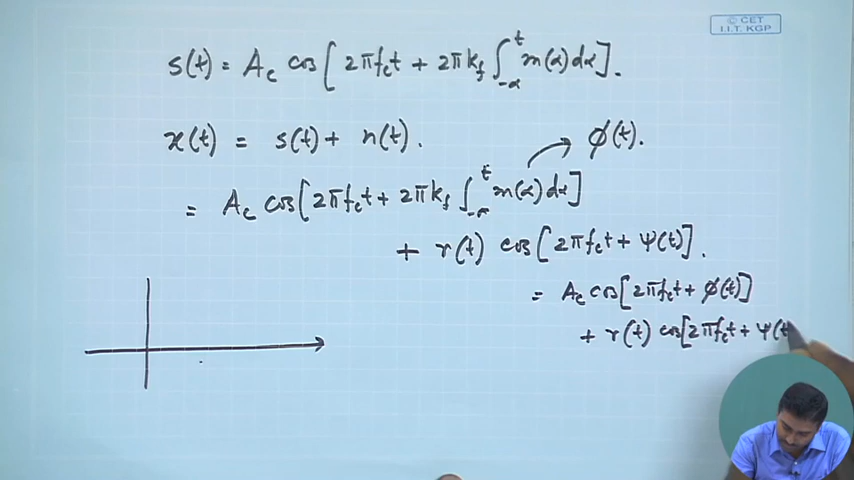 © CET
I.I.T. KGP
s(t) = A_c cos[2πf_c t + 2πk_f ∫_{-α}^{t} m(α)dα].
x(t) = s(t) + n(t).
φ(t).
= A_c cos[2πf_c t + 2πk_f ∫_{-α}^{t} m(α)dα]
+ r(t) cos[2πf_c t + ψ(t)].
= A_c cos[2πf_c t + φ(t)]
+ r(t) cos[2πf_c t + ψ(t